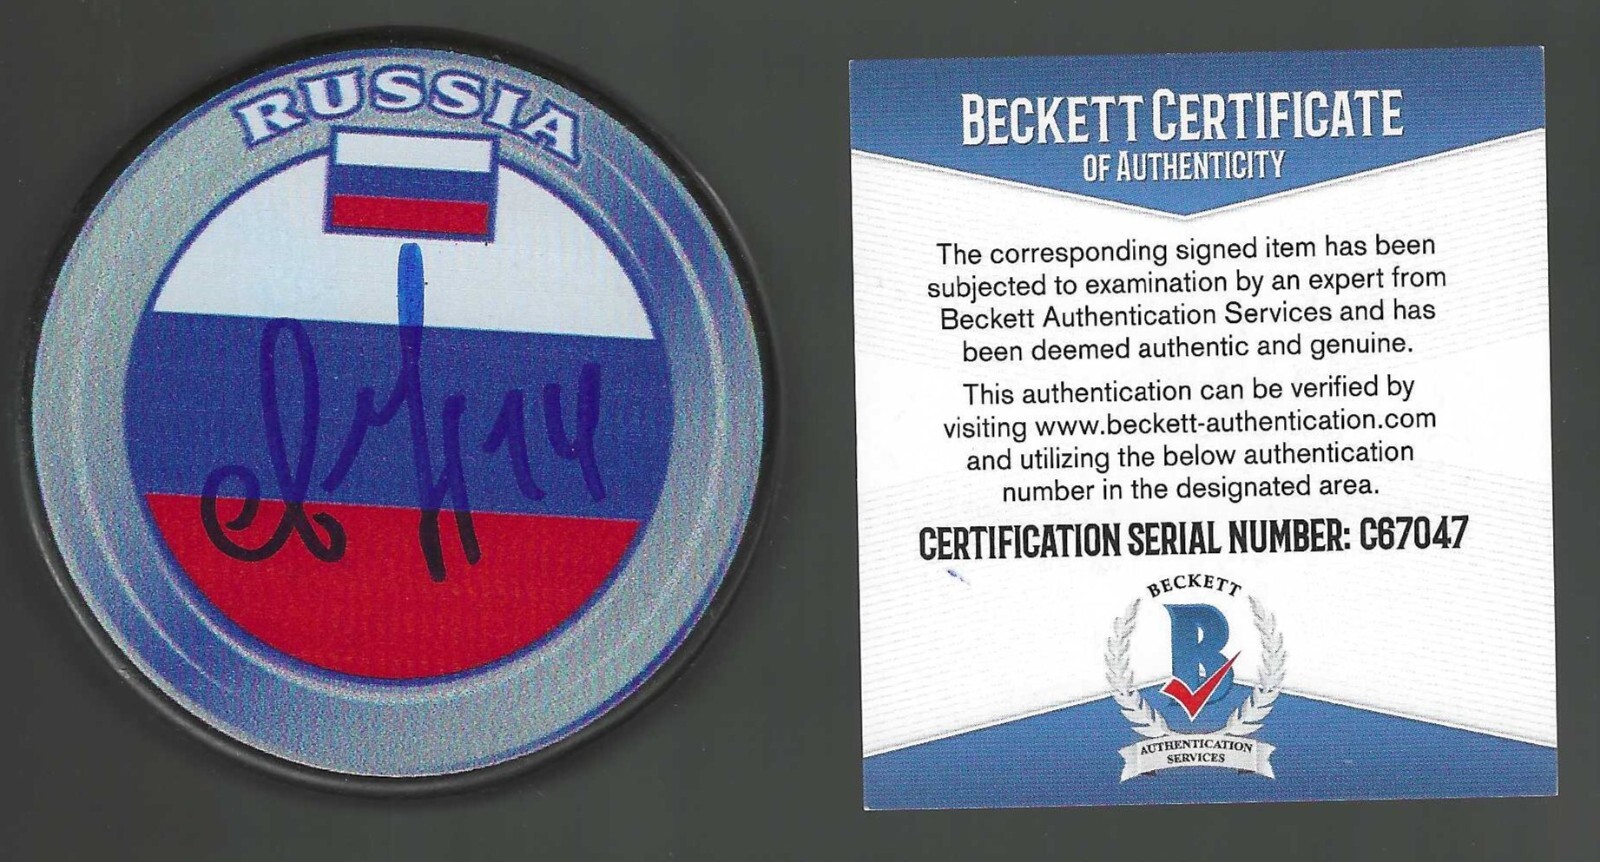 RUSSIA
14
BECKETT CERTIFICATE
OF AUTHENTICITY
The corresponding signed item has been
subjected to examination by an expert from
Beckett Authentication Services and has
been deemed authentic and genuine.
This authentication can be verified by
visiting www.beckett-authentication.com
and utilizing the below authentication
number in the designated area.
CERTIFICATION SERIAL NUMBER: C67047
BECKETT
B
AUTHENTICATION
SERVICES